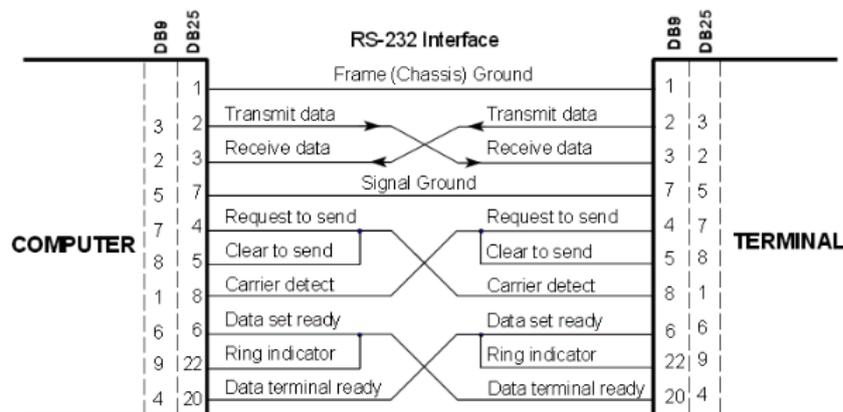 RS-232 Interface
DB9 DB25 DB9 DB25
Frame (Chassis) Ground
1 1
Transmit data Transmit data
3 2 2 3
Receive data Receive data
2 3 3 2
Signal Ground
5 7 7 5
Request to send Request to send
7 4 4 7
COMPUTER TERMINAL
Clear to send Clear to send
8 5 5 8
Carrier detect Carrier detect
1 8 8 1
Data set ready Data set ready
6 6 6 6
Ring indicator Ring indicator
9 22 22 9
Data terminal ready Data terminal ready
4 20 20 4